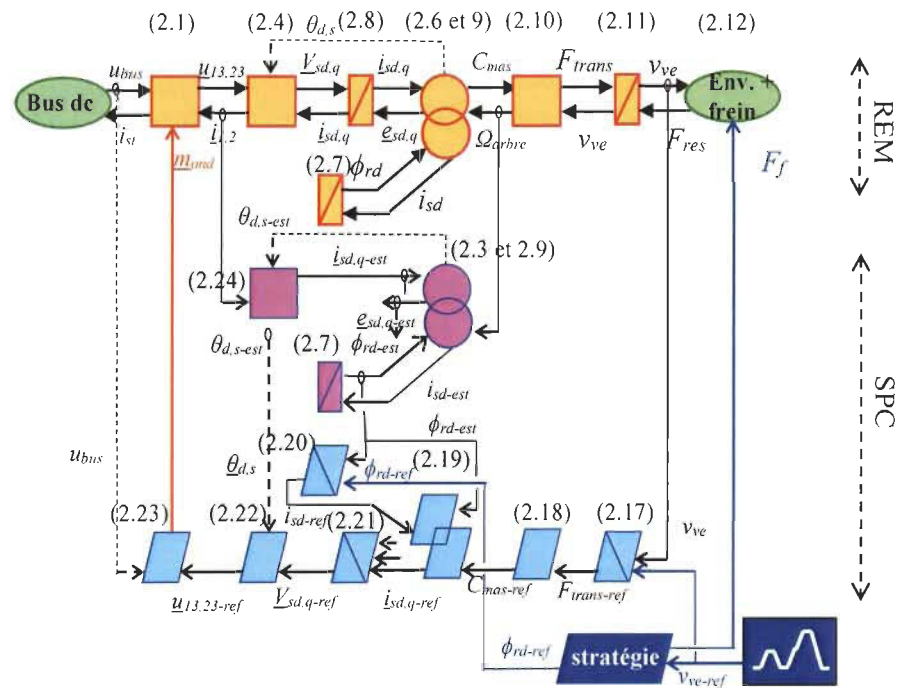 (2.1) (2.4) (2.8) (2.6 et 9) (2.10) (2.11) (2.12)
θd,s
ubus u13,23 Vsd,q isd,q Cmas Ftrans vve
Bus dc
Env. + frein
ist i1,2 isd,q esd,q Ωarbre vve Fres
REM
mond
(2.7) ϕrd
isd
Ff
θd,s-est
(2.3 et 2.9)
isd,q-est
(2.24)
esd,q-est
θd,s-est
(2.7) ϕrd-est
isd-est
SPC
ϕrd-est
(2.20)
(2.19)
ubus
θd,s
ϕrd-ref
(2.23) (2.22) isd-ref (2.21) (2.18) (2.17)
vve
u13,23-ref Vsd,q-ref isd,q-ref Cmas-ref Ftrans-ref
ϕrd-ref
stratégie
vve-ref